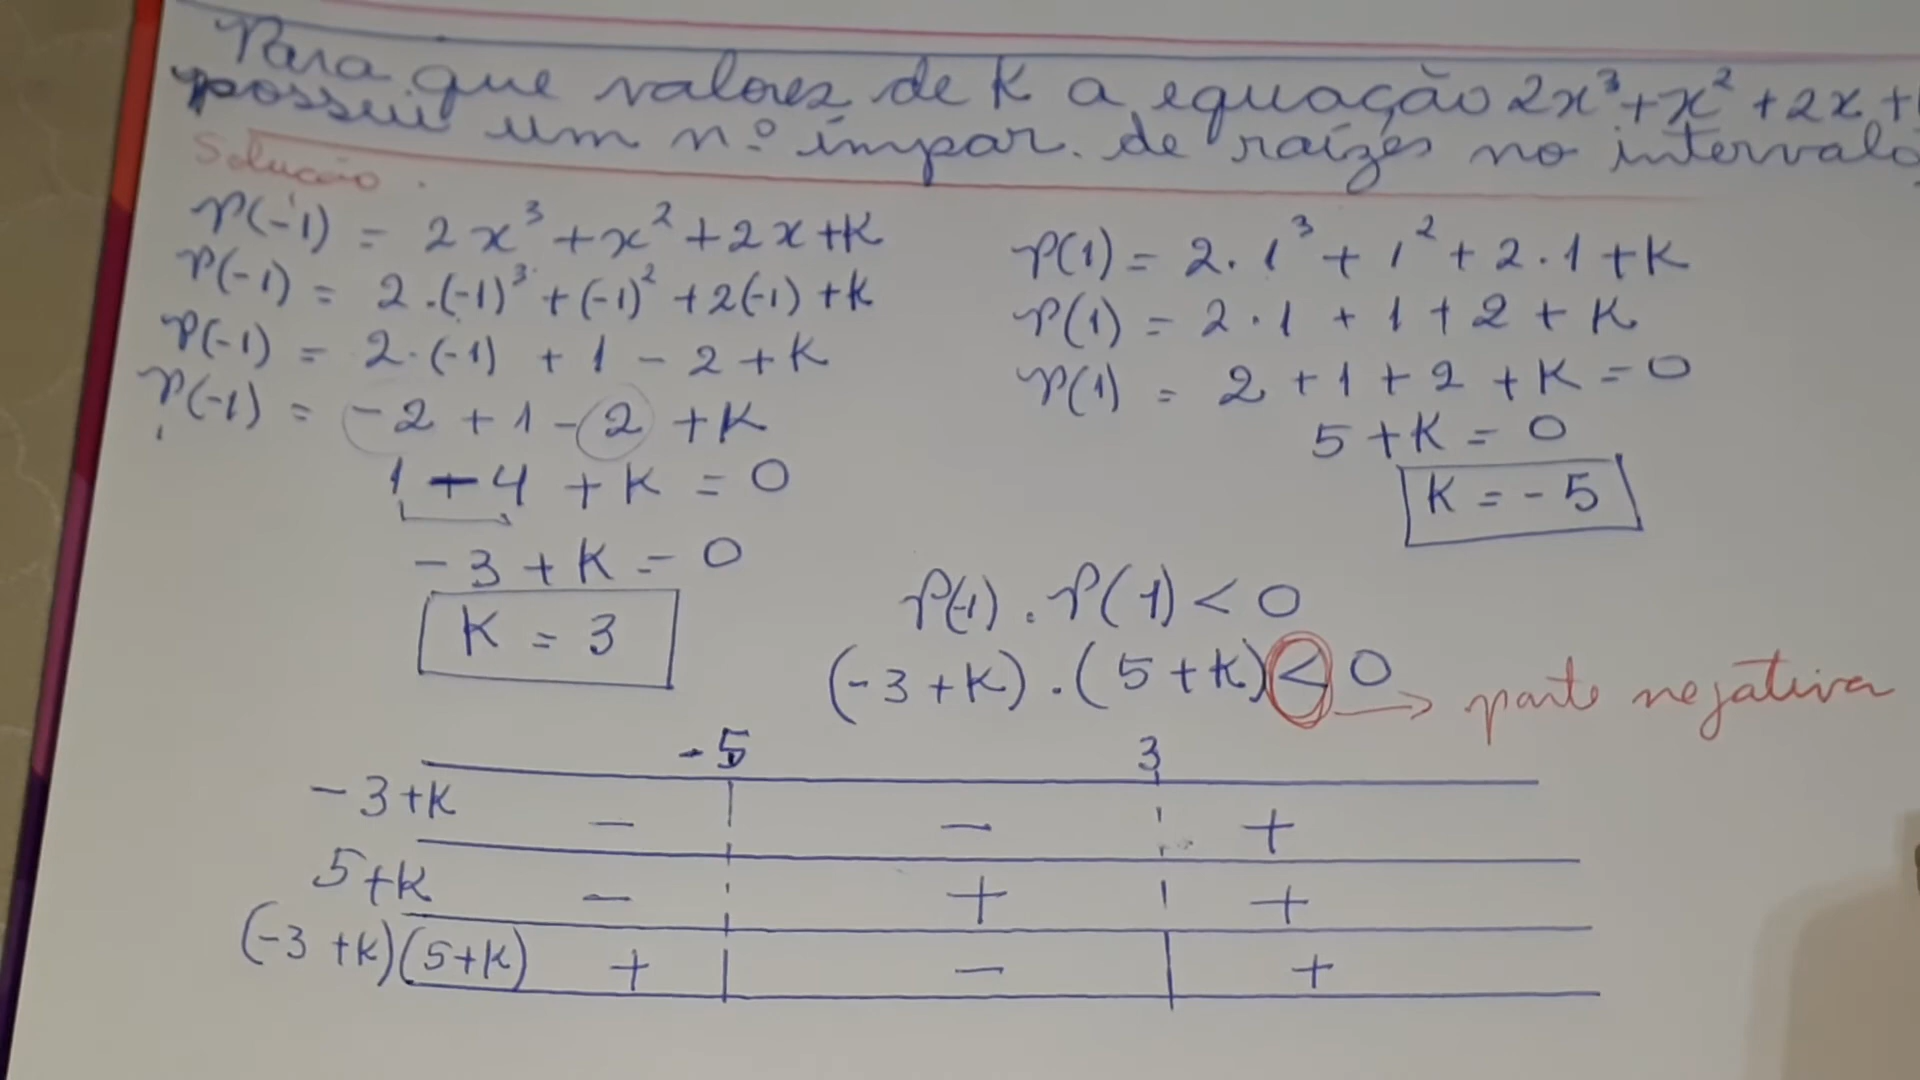 Para que valores de K a equação 2x³+x²+2x+
possui um nº ímpar. de raízes no intervalo
Solução.
P(-1) = 2x³+x²+2x+K
P(-1) = 2.(-1)³+(-1)²+2(-1)+K
P(-1) = 2.(-1) + 1 - 2 + K
P(-1) = -2 + 1 - 2 + K
1 - 4 + K = 0
-3 + K = 0
K = 3
P(1) = 2.1³ + 1² + 2.1 + K
P(1) = 2.1 + 1 + 2 + K
P(1) = 2 + 1 + 2 + K = 0
5 + K = 0
K = -5
P(-1) . P(1) < 0
(-3 + K) . (5 + K) < 0 → parte negativa
-5 3
-3+K - - +
5+K - + +
(-3 + K)(5+K) + - +